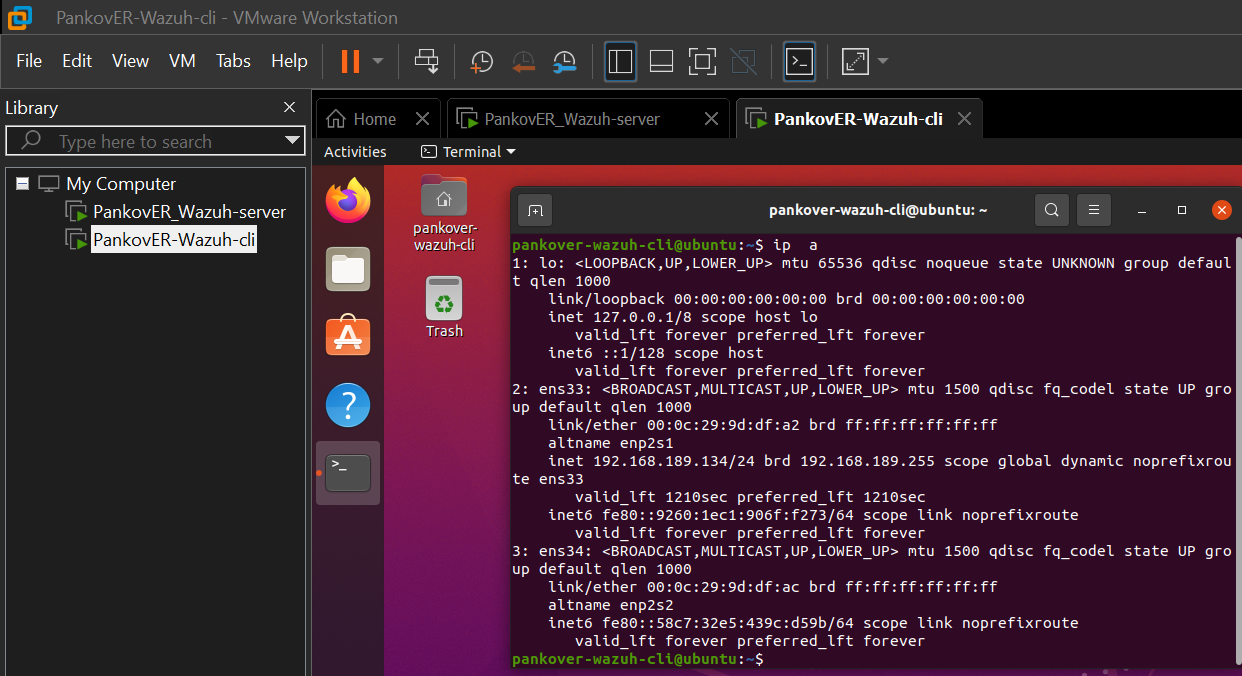 PankovER-Wazuh-cli - VMware Workstation
File Edit View VM Tabs Help
Library
Home
PankovER_Wazuh-server
PankovER-Wazuh-cli
Type here to search
Activities
Terminal
My Computer
PankovER_Wazuh-server
PankovER-Wazuh-cli
pankover-
wazuh-cli
Trash
pankover-wazuh-cli@ubuntu: ~
pankover-wazuh-cli@ubuntu:~$ ip  a
1: lo: <LOOPBACK,UP,LOWER_UP> mtu 65536 qdisc noqueue state UNKNOWN group defaul
t qlen 1000
    link/loopback 00:00:00:00:00:00 brd 00:00:00:00:00:00
    inet 127.0.0.1/8 scope host lo
       valid_lft forever preferred_lft forever
    inet6 ::1/128 scope host
       valid_lft forever preferred_lft forever
2: ens33: <BROADCAST,MULTICAST,UP,LOWER_UP> mtu 1500 qdisc fq_codel state UP gro
up default qlen 1000
    link/ether 00:0c:29:9d:df:a2 brd ff:ff:ff:ff:ff:ff
    altname enp2s1
    inet 192.168.189.134/24 brd 192.168.189.255 scope global dynamic noprefixrou
te ens33
       valid_lft 1210sec preferred_lft 1210sec
    inet6 fe80::9260:1ec1:906f:f273/64 scope link noprefixroute
       valid_lft forever preferred_lft forever
3: ens34: <BROADCAST,MULTICAST,UP,LOWER_UP> mtu 1500 qdisc fq_codel state UP gro
up default qlen 1000
    link/ether 00:0c:29:9d:df:ac brd ff:ff:ff:ff:ff:ff
    altname enp2s2
    inet6 fe80::58c7:32e5:439c:d59b/64 scope link noprefixroute
       valid_lft forever preferred_lft forever
pankover-wazuh-cli@ubuntu:~$